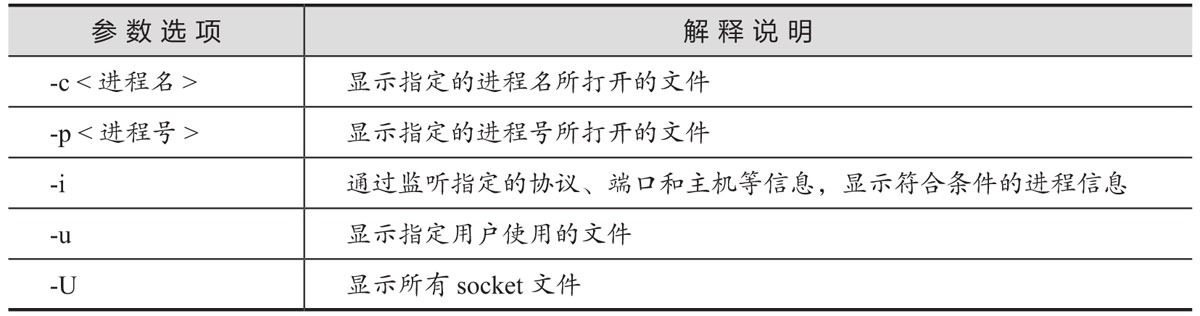 参数选项 解释说明
-c < 进程名 > 显示指定的进程名所打开的文件
-p < 进程号 > 显示指定的进程号所打开的文件
-i 通过监听指定的协议、端口和主机等信息，显示符合条件的进程信息
-u 显示指定用户使用的文件
-U 显示所有 socket 文件